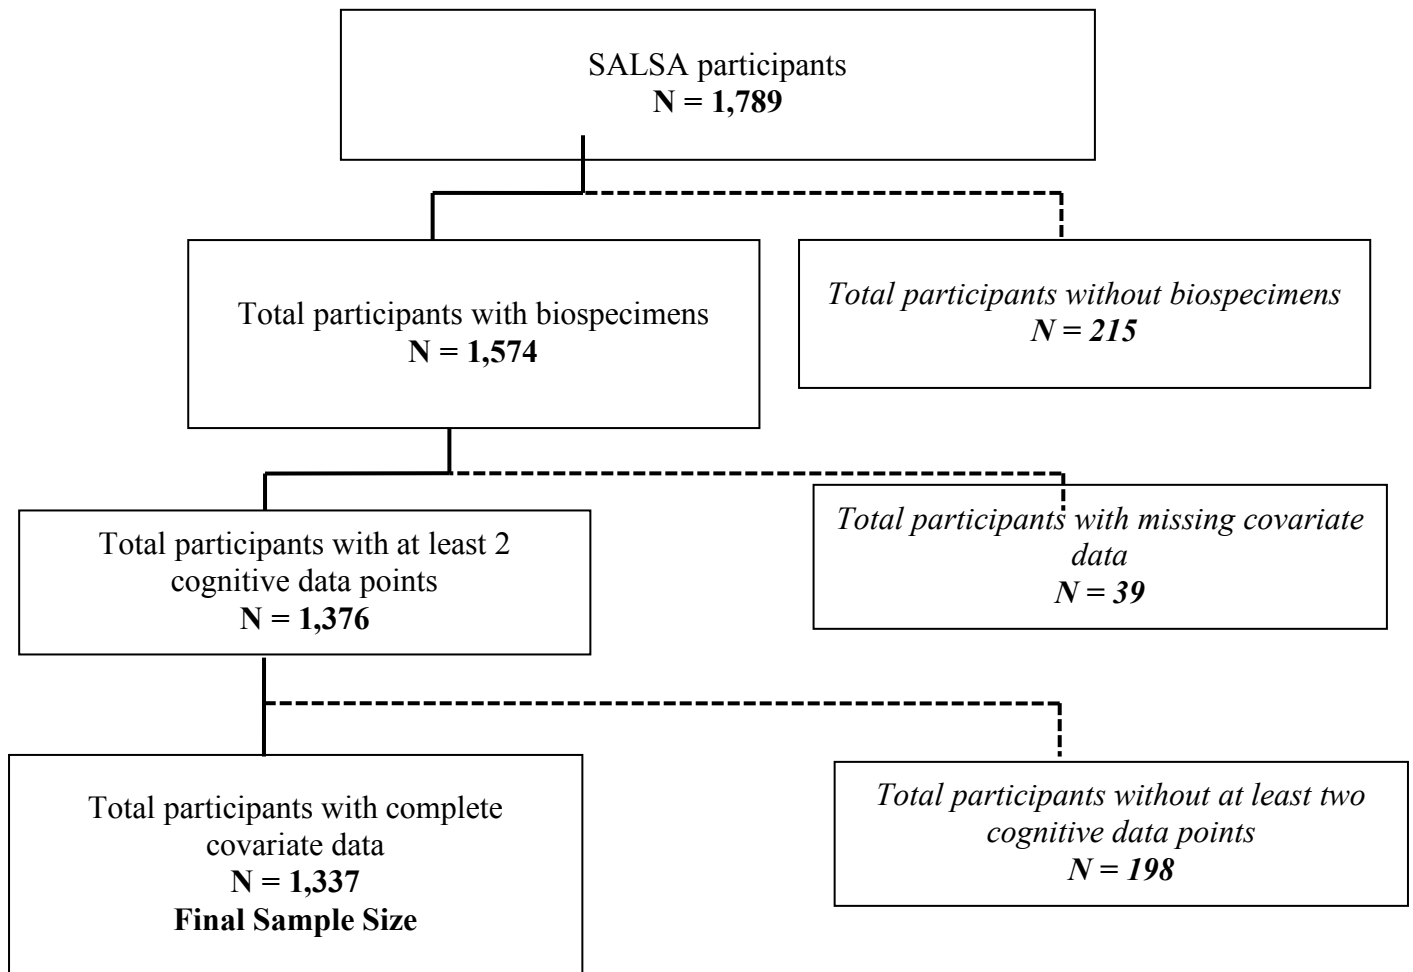 SALSA participants
N = 1,789
Total participants with biospecimens
N = 1,574
Total participants without biospecimens
N = 215
Total participants with at least 2
cognitive data points
N = 1,376
Total participants with missing covariate
data
N = 39
Total participants with complete
covariate data
N = 1,337
Final Sample Size
Total participants without at least two
cognitive data points
N = 198